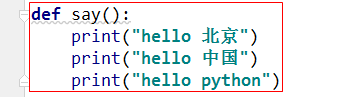 def say():
    print("hello 北京")
    print("hello 中国")
    print("hello python")